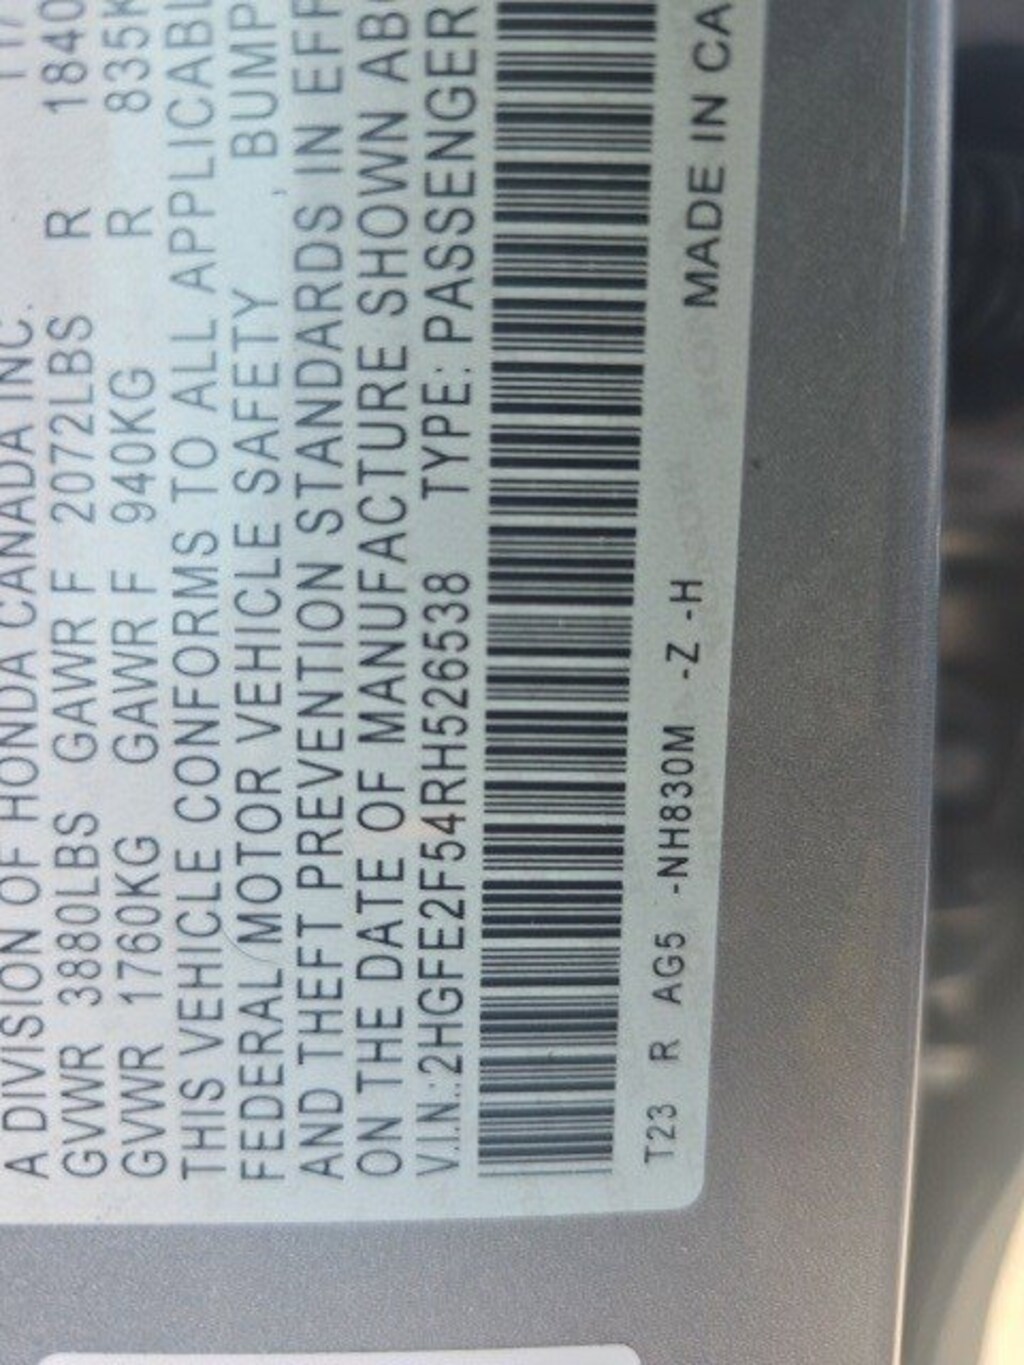 A DIVISION OF HONDA CANADA INC.
GVWR 3880LBS GAWR F 2072LBS R 1840
GVWR 1760KG GAWR F 940KG R 835K
THIS VEHICLE CONFORMS TO ALL APPLICABL
FEDERAL MOTOR VEHICLE SAFETY, BUMP
AND THEFT PREVENTION STANDARDS IN EFF
ON THE DATE OF MANUFACTURE SHOWN ABO
V.I.N.:2HGFE2F54RH526538 TYPE: PASSENGER
T23 R AG5 -NH830M -Z -H MADE IN CA